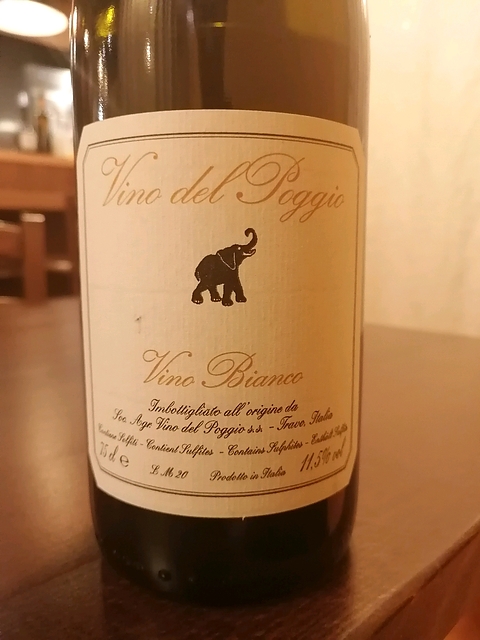 Vino del Poggio
Vino Bianco
Imbottigliato all'origine da
Soc. Agr. Vino del Poggio s.s. - Travo, Italia
Contiene Solfiti - Contient Sulfites - Contains Sulphites - Enthält Sulfite
75 cl e L.M 20 Prodotto in Italia 11,5% vol